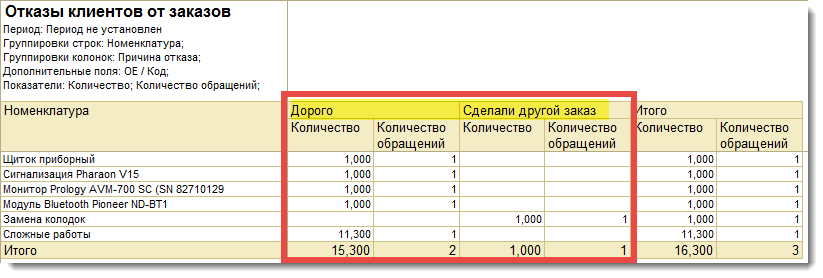 Отказы клиентов от заказов
Период: Период не установлен
Группировки строк: Номенклатура;
Группировки колонок: Причина отказа;
Дополнительные поля: ОЕ / Код;
Показатели: Количество; Количество обращений;
Номенклатура Дорого Сделали другой заказ Итого
Количество Количество обращений Количество Количество обращений Количество Количество обращений
Щиток приборный 1,000 1 1,000 1
Сигнализация Pharaon V15 1,000 1 1,000 1
Монитор Prology AVM-700 SC (SN 82710129 1,000 1 1,000 1
Модуль Bluetooth Pioneer ND-BT1 1,000 1 1,000 1
Замена колодок 1,000 1 1,000 1
Сложные работы 11,300 1 11,300 1
Итого 15,300 2 1,000 1 16,300 3